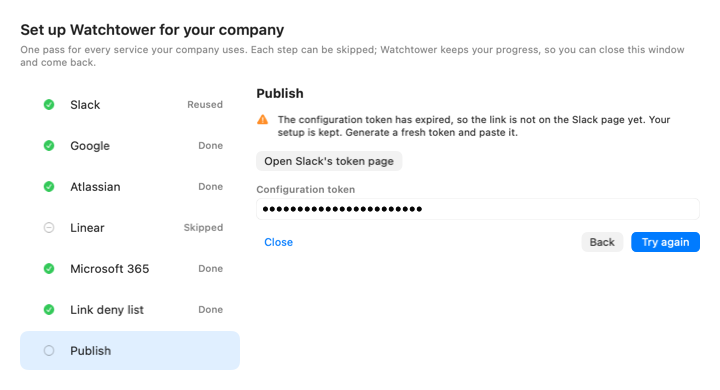 Set up Watchtower for your company
One pass for every service your company uses. Each step can be skipped; Watchtower keeps your progress, so you can close this window
and come back.
Slack Reused
Google Done
Atlassian Done
Linear Skipped
Microsoft 365 Done
Link deny list Done
Publish
Publish
The configuration token has expired, so the link is not on the Slack page yet. Your
setup is kept. Generate a fresh token and paste it.
Open Slack's token page
Configuration token
••••••••••••••••••••••••
Close Back Try again